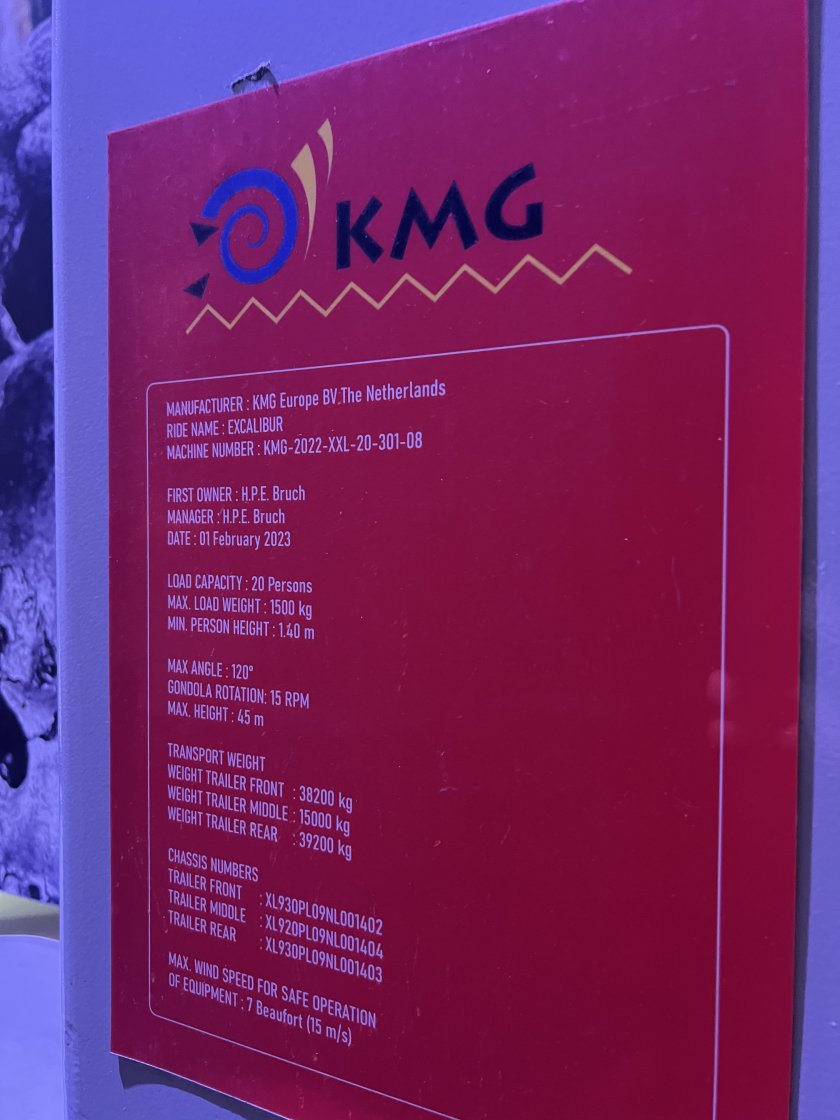 KMG
MANUFACTURER : KMG Europe BV,The Netherlands
RIDE NAME : EXCALIBUR
MACHINE NUMBER : KMG-2022-XXL-20-301-08
FIRST OWNER : H.P.E. Bruch
MANAGER : H.P.E. Bruch
DATE : 01 February 2023
LOAD CAPACITY : 20 Persons
MAX. LOAD WEIGHT : 1500 kg
MIN. PERSON HEIGHT : 1.40 m
MAX ANGLE : 120°
GONDOLA ROTATION: 15 RPM
MAX. HEIGHT : 45 m
TRANSPORT WEIGHT
WEIGHT TRAILER FRONT : 38200 kg
WEIGHT TRAILER MIDDLE : 15000 kg
WEIGHT TRAILER REAR : 39200 kg
CHASSIS NUMBERS
TRAILER FRONT : XL930PL09NL001402
TRAILER MIDDLE : XL920PL09NL001404
TRAILER REAR : XL930PL09NL001403
MAX. WIND SPEED FOR SAFE OPERATION
OF EQUIPMENT : 7 Beaufort (15 m/s)